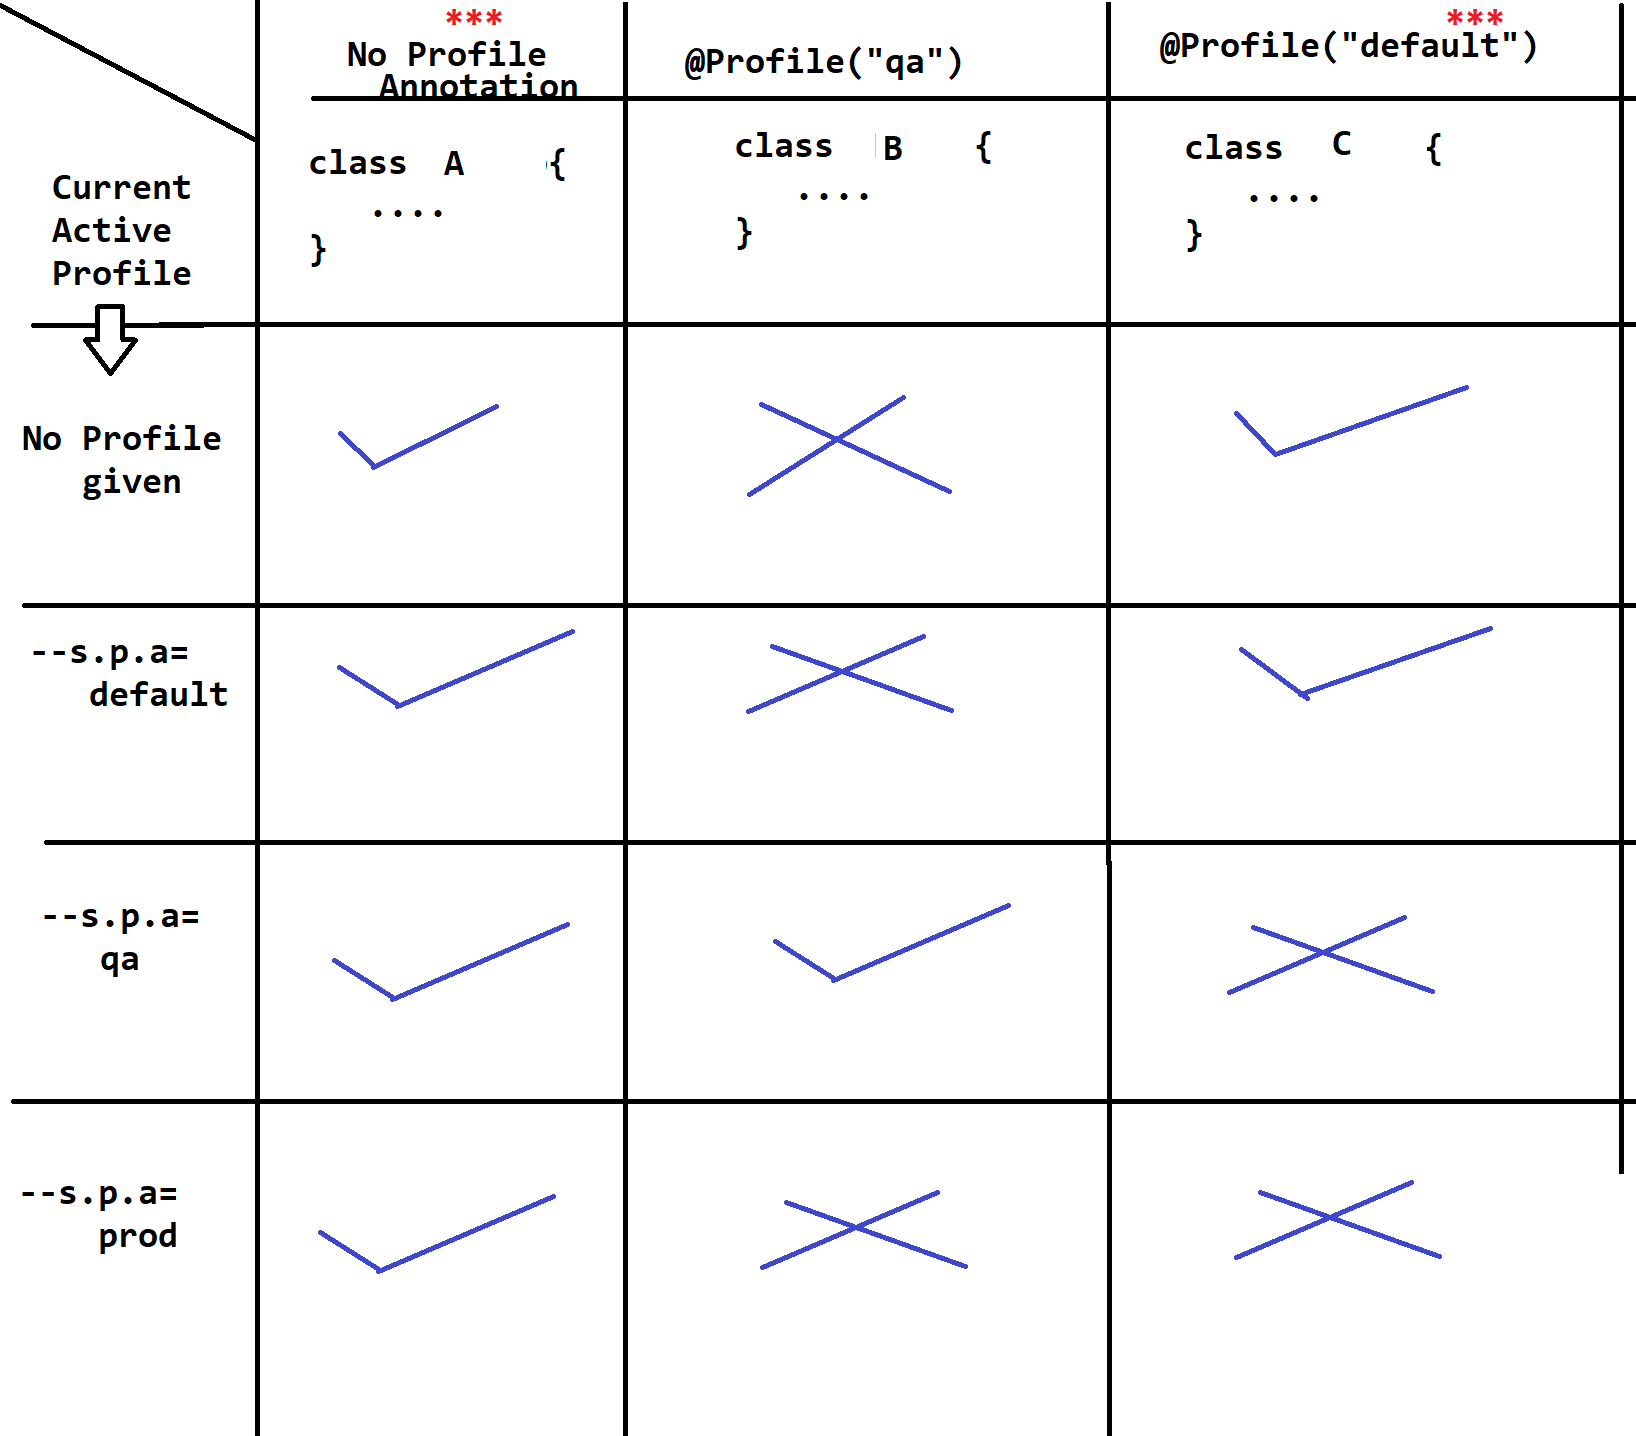 ***
No Profile
Annotation
@Profile("qa")
***
@Profile("default")
class A {
....
}
class B {
....
}
class C {
....
}
Current
Active
Profile
No Profile
given
--s.p.a=
default
--s.p.a=
qa
--s.p.a=
prod